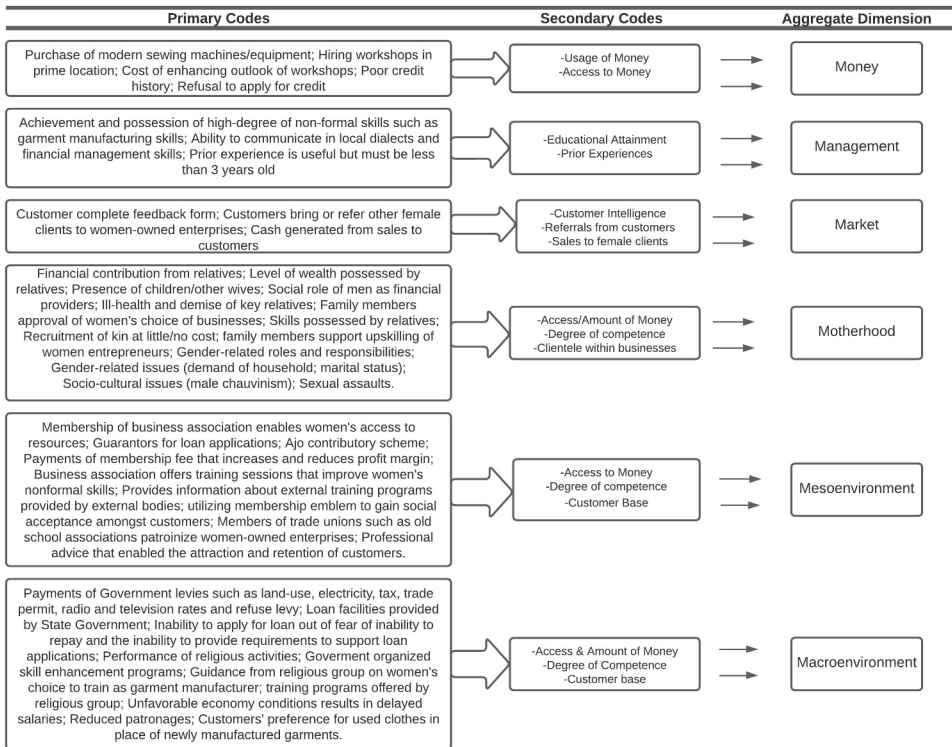 Primary Codes
Secondary Codes
Aggregate Dimension
Purchase of modern sewing machines/equipment; Hiring workshops in
prime location; Cost of enhancing outlook of workshops; Poor credit
history; Refusal to apply for credit
-Usage of Money
-Access to Money
Money
Achievement and possession of high-degree of non-formal skills such as
garment manufacturing skills; Ability to communicate in local dialects and
financial management skills; Prior experience is useful but must be less
than 3 years old
-Educational Attainment
-Prior Experiences
Management
Customer complete feedback form; Customers bring or refer other female
clients to women-owned enterprises; Cash generated from sales to
customers
-Customer Intelligence
-Referrals from customers
-Sales to female clients
Market
Financial contribution from relatives; Level of wealth possessed by
relatives; Presence of children/other wives; Social role of men as financial
providers; Ill-health and demise of key relatives; Family members
approval of women's choice of businesses; Skills possessed by relatives;
Recruitment of kin at little/no cost; family members support upskilling of
women entrepreneurs; Gender-related roles and responsibilities;
Gender-related issues (demand of household; marital status);
Socio-cultural issues (male chauvinism); Sexual assaults.
-Access/Amount of Money
-Degree of competence
-Clientele within businesses
Motherhood
Membership of business association enables women's access to
resources; Guarantors for loan applications; Ajo contributory scheme;
Payments of membership fee that increases and reduces profit margin;
Business association offers training sessions that improve women's
nonformal skills; Provides information about external training programs
provided by external bodies; utilizing membership emblem to gain social
acceptance amongst customers; Members of trade unions such as old
school associations patroinize women-owned enterprises; Professional
advice that enabled the attraction and retention of customers.
-Access to Money
-Degree of competence
-Customer Base
Mesoenvironment
Payments of Government levies such as land-use, electricity, tax, trade
permit, radio and television rates and refuse levy; Loan facilities provided
by State Government; Inability to apply for loan out of fear of inability to
repay and the inability to provide requirements to support loan
applications; Performance of religious activities; Goverment organized
skill enhancement programs; Guidance from religious group on women's
choice to train as garment manufacturer; training programs offered by
religious group; Unfavorable economy conditions results in delayed
salaries; Reduced patronages; Customers' preference for used clothes in
place of newly manufactured garments.
-Access & Amount of Money
-Degree of Competence
-Customer base
Macroenvironment